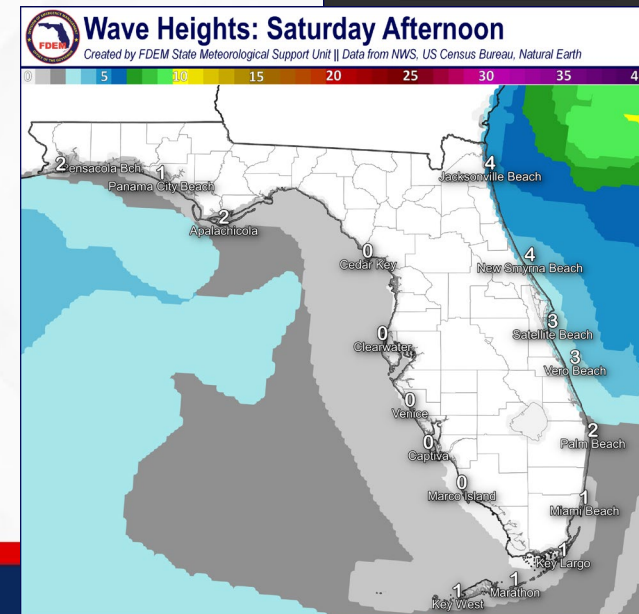 FDEM
Wave Heights: Saturday Afternoon
Created by FDEM State Meteorological Support Unit || Data from NWS, US Census Bureau, Natural Earth
0 5 10 15 20 25 30 35 4
2 Pensacola Bch.
1
Panama City Beach
2
Apalachicola
0
Cedar Key
0
Clearwater
0
Venice
0
Captiva
0
Marco Island
4
Jacksonville Beach
4
New Smyrna Beach
3
Satellite Beach
3
Vero Beach
2
Palm Beach
1
Miami Beach
1
Key Largo
1
Marathon
1
Key West